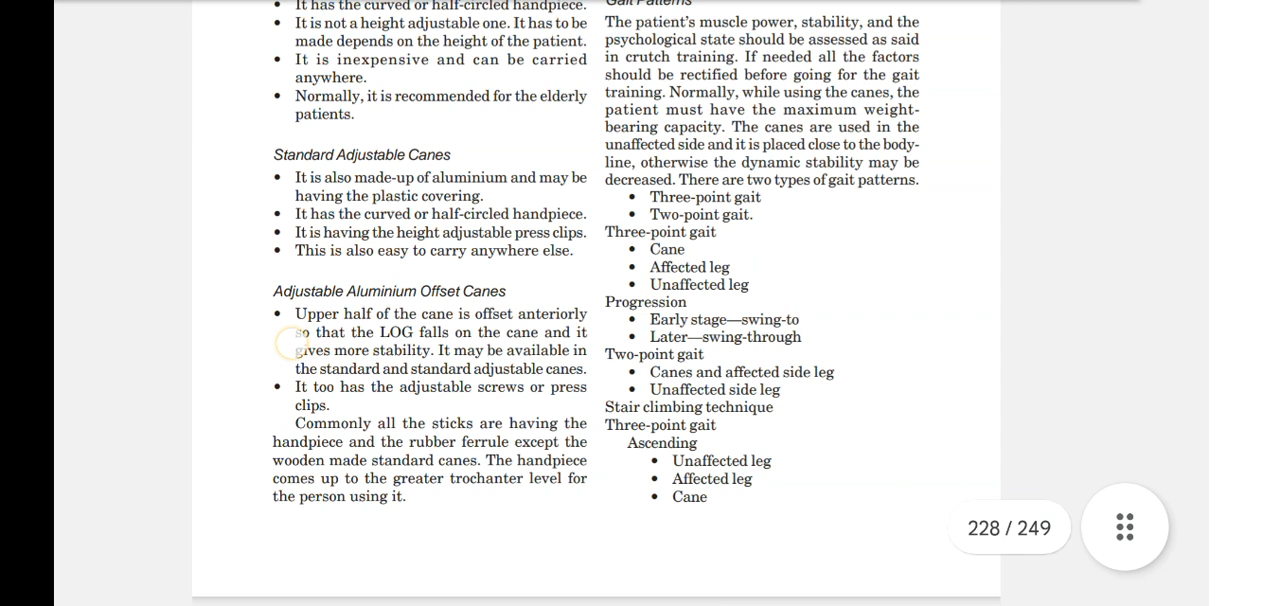 It has the curved or half-circled handpiece.
• It is not a height adjustable one. It has to be
made depends on the height of the patient.
• It is inexpensive and can be carried
anywhere.
• Normally, it is recommended for the elderly
patients.
Standard Adjustable Canes
• It is also made-up of aluminium and may be
having the plastic covering.
• It has the curved or half-circled handpiece.
• It is having the height adjustable press clips.
• This is also easy to carry anywhere else.
Adjustable Aluminium Offset Canes
• Upper half of the cane is offset anteriorly
so that the LOG falls on the cane and it
gives more stability. It may be available in
the standard and standard adjustable canes.
• It too has the adjustable screws or press
clips.
Commonly all the sticks are having the
handpiece and the rubber ferrule except the
wooden made standard canes. The handpiece
comes up to the greater trochanter level for
the person using it.
Gait Patterns
The patient's muscle power, stability, and the
psychological state should be assessed as said
in crutch training. If needed all the factors
should be rectified before going for the gait
training. Normally, while using the canes, the
patient must have the maximum weight-
bearing capacity. The canes are used in the
unaffected side and it is placed close to the body-
line, otherwise the dynamic stability may be
decreased. There are two types of gait patterns.
• Three-point gait
• Two-point gait.
Three-point gait
• Cane
• Affected leg
• Unaffected leg
Progression
• Early stage—swing-to
• Later—swing-through
Two-point gait
• Canes and affected side leg
• Unaffected side leg
Stair climbing technique
Three-point gait
Ascending
• Unaffected leg
• Affected leg
• Cane
228 / 249